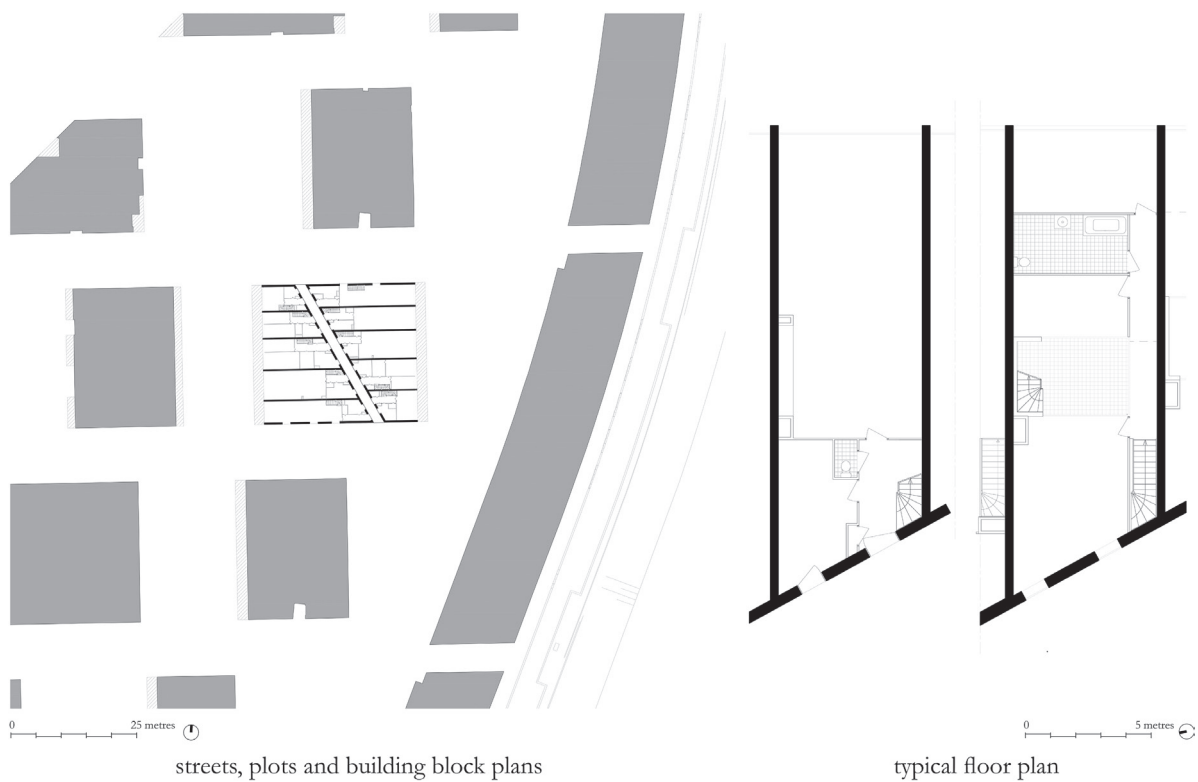 0 25 metres
streets, plots and building block plans
0 5 metres
typical floor plan